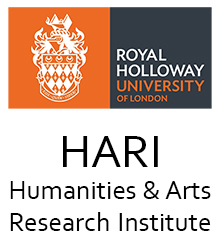 ROYAL
HOLLOWAY
UNIVERSITY
OF LONDON
HARI
Humanities & Arts
Research Institute